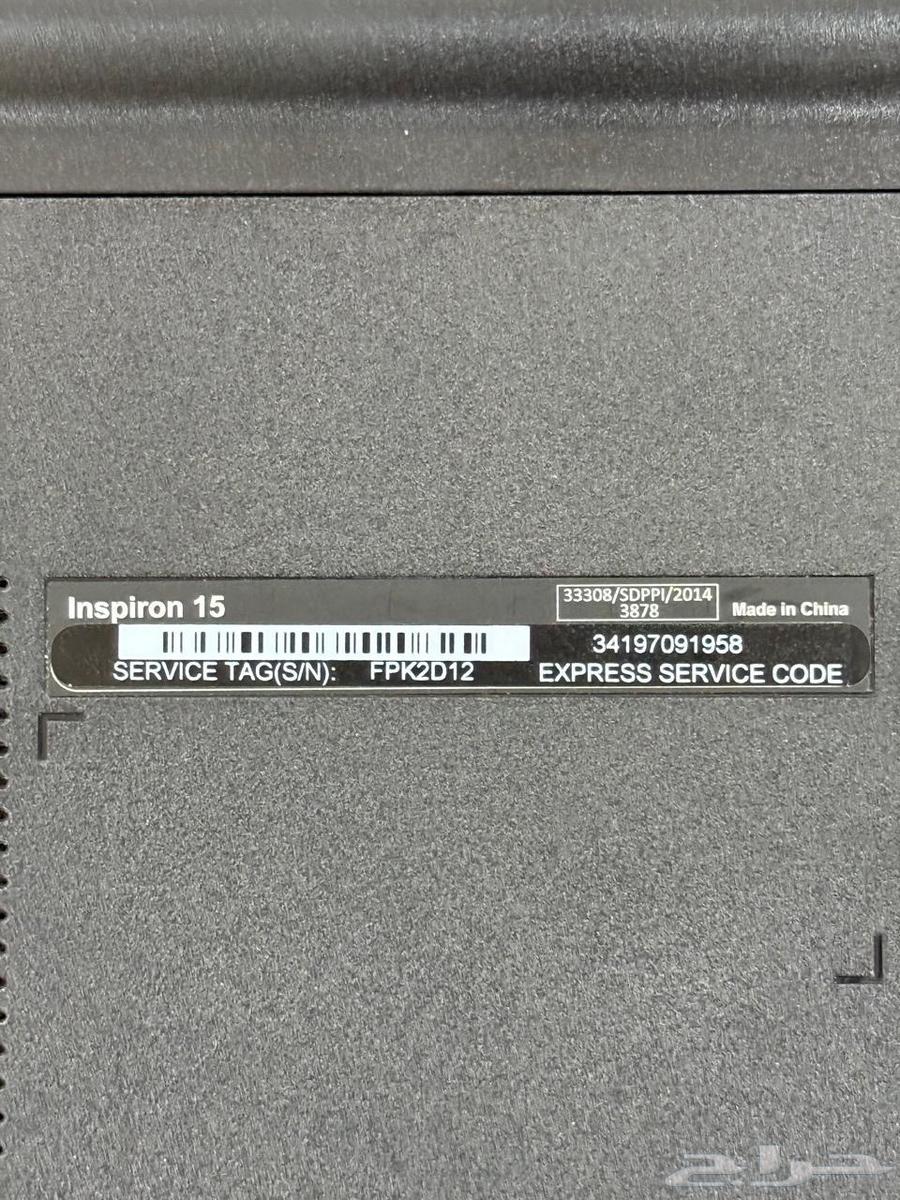 Inspiron 15
33308/SDPPI/2014
3878
Made in China
34197091958
SERVICE TAG(S/N): FPK2D12
EXPRESS SERVICE CODE
حراج